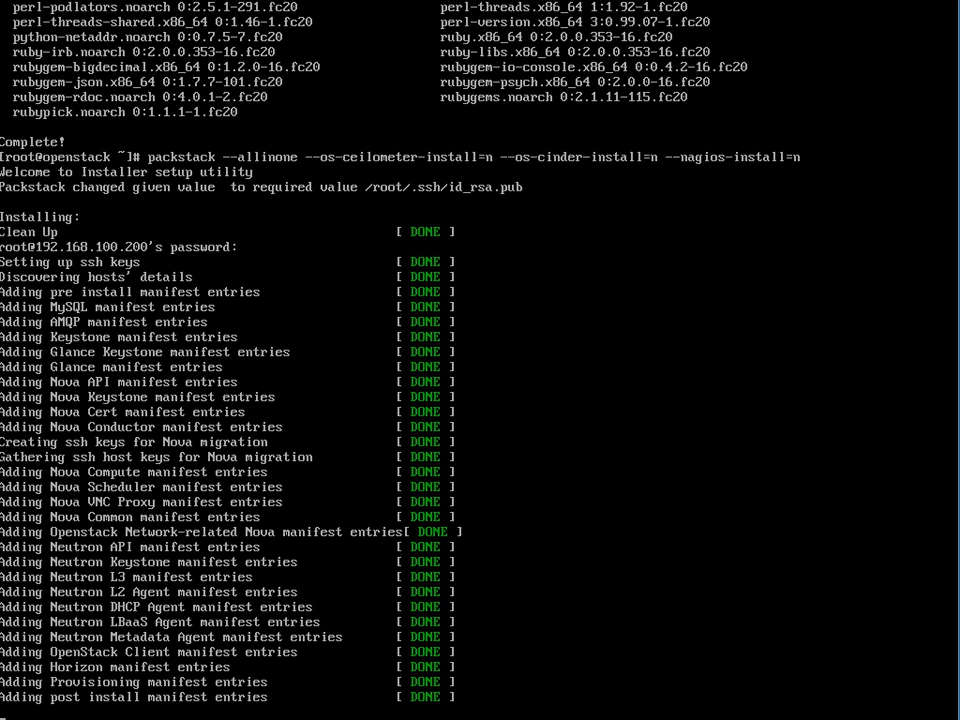 perl-podlators.noarch 0:2.5.1-291.fc20 perl-threads.x86_64 1:1.92-1.fc20
perl-threads-shared.x86_64 0:1.46-1.fc20 perl-version.x86_64 3:0.99.07-1.fc20
python-netaddr.noarch 0:0.7.5-7.fc20 ruby.x86_64 0:2.0.0.353-16.fc20
ruby-irb.noarch 0:2.0.0.353-16.fc20 ruby-libs.x86_64 0:2.0.0.353-16.fc20
rubygem-bigdecimal.x86_64 0:1.2.0-16.fc20 rubygem-io-console.x86_64 0:0.4.2-16.fc20
rubygem-json.x86_64 0:1.7.7-101.fc20 rubygem-psych.x86_64 0:2.0.0-16.fc20
rubygem-rdoc.noarch 0:4.0.1-2.fc20 rubygems.noarch 0:2.1.11-115.fc20
rubypick.noarch 0:1.1.1-1.fc20
Complete!
[root@openstack ~]# packstack --allinone --os-ceilometer-install=n --os-cinder-install=n --nagios-install=n
Welcome to Installer setup utility
Packstack changed given value  to required value /root/.ssh/id_rsa.pub
Installing:
Clean Up [ DONE ]
root@192.168.100.200's password:
Setting up ssh keys [ DONE ]
Discovering hosts' details [ DONE ]
Adding pre install manifest entries [ DONE ]
Adding MySQL manifest entries [ DONE ]
Adding AMQP manifest entries [ DONE ]
Adding Keystone manifest entries [ DONE ]
Adding Glance Keystone manifest entries [ DONE ]
Adding Glance manifest entries [ DONE ]
Adding Nova API manifest entries [ DONE ]
Adding Nova Keystone manifest entries [ DONE ]
Adding Nova Cert manifest entries [ DONE ]
Adding Nova Conductor manifest entries [ DONE ]
Creating ssh keys for Nova migration [ DONE ]
Gathering ssh host keys for Nova migration [ DONE ]
Adding Nova Compute manifest entries [ DONE ]
Adding Nova Scheduler manifest entries [ DONE ]
Adding Nova VNC Proxy manifest entries [ DONE ]
Adding Nova Common manifest entries [ DONE ]
Adding Openstack Network-related Nova manifest entries[ DONE ]
Adding Neutron API manifest entries [ DONE ]
Adding Neutron Keystone manifest entries [ DONE ]
Adding Neutron L3 manifest entries [ DONE ]
Adding Neutron L2 Agent manifest entries [ DONE ]
Adding Neutron DHCP Agent manifest entries [ DONE ]
Adding Neutron LBaaS Agent manifest entries [ DONE ]
Adding Neutron Metadata Agent manifest entries [ DONE ]
Adding OpenStack Client manifest entries [ DONE ]
Adding Horizon manifest entries [ DONE ]
Adding Provisioning manifest entries [ DONE ]
Adding post install manifest entries [ DONE ]